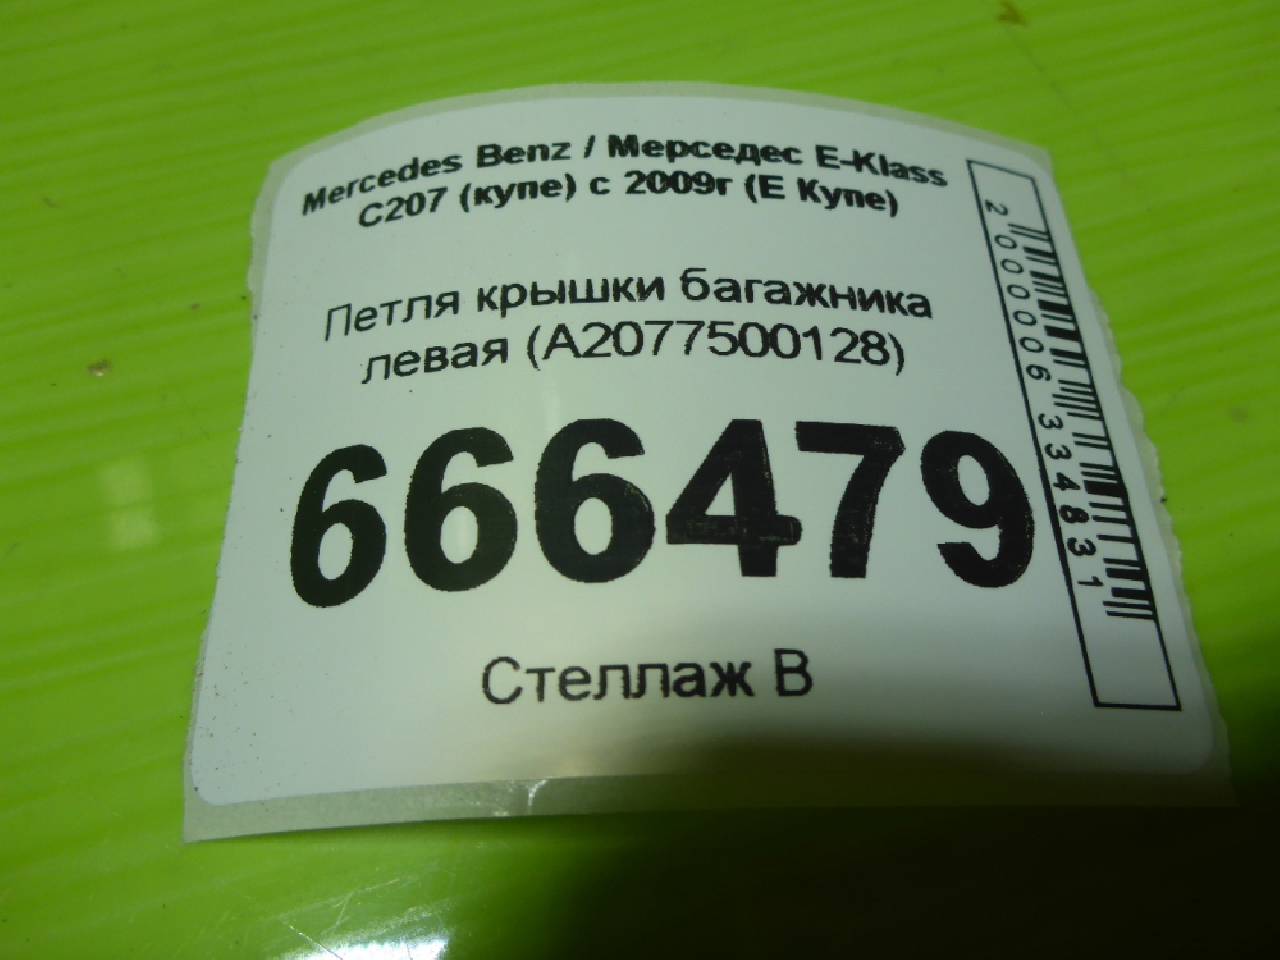 Mercedes Benz / Мерседес E-Klass
C207 (купе) с 2009г (Е Купе)
Петля крышки багажника
левая (A2077500128)
666479
Стеллаж B
2000006334831